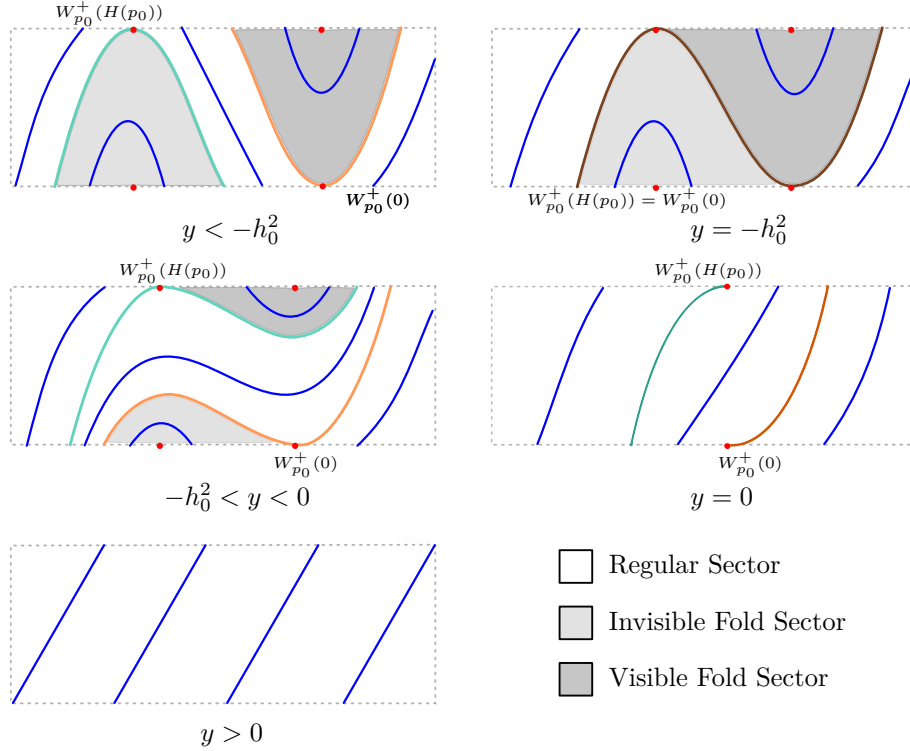 W⁺ₚ₀(H(p₀))
W⁺ₚ₀(0)
y < −h₀²
W⁺ₚ₀(H(p₀)) = W⁺ₚ₀(0)
y = −h₀²
W⁺ₚ₀(H(p₀))
W⁺ₚ₀(0)
−h₀² < y < 0
W⁺ₚ₀(H(p₀))
W⁺ₚ₀(0)
y = 0
y > 0
Regular Sector
Invisible Fold Sector
Visible Fold Sector